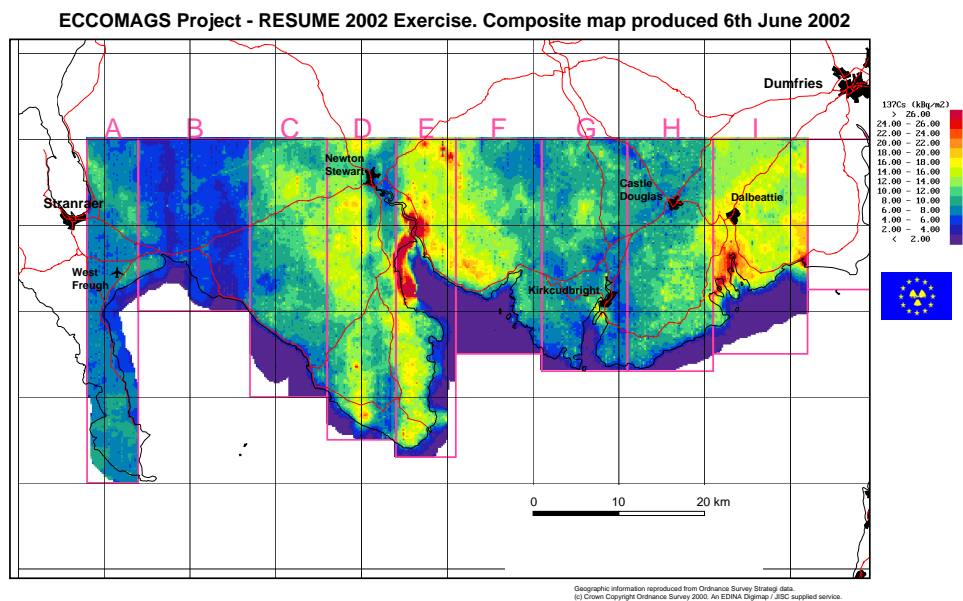 ECCOMAGS Project - RESUME 2002 Exercise. Composite map produced 6th June 2002
Dumfries
137Cs (kBq/m2)
> 26.00
24.00 - 26.00
22.00 - 24.00
20.00 - 22.00
18.00 - 20.00
16.00 - 18.00
14.00 - 16.00
12.00 - 14.00
10.00 - 12.00
8.00 - 10.00
6.00 - 8.00
4.00 - 6.00
2.00 - 4.00
< 2.00
A B C D E F G H I
Newton
Stewart
Castle
Douglas
Dalbeattie
Stranraer
West
Freugh
Kirkcudbright
0 10 20 km
Geographic information reproduced from Ordnance Survey Strategi data.
(c) Crown Copyright Ordnance Survey 2000. An EDINA Digimap / JISC supplied service.